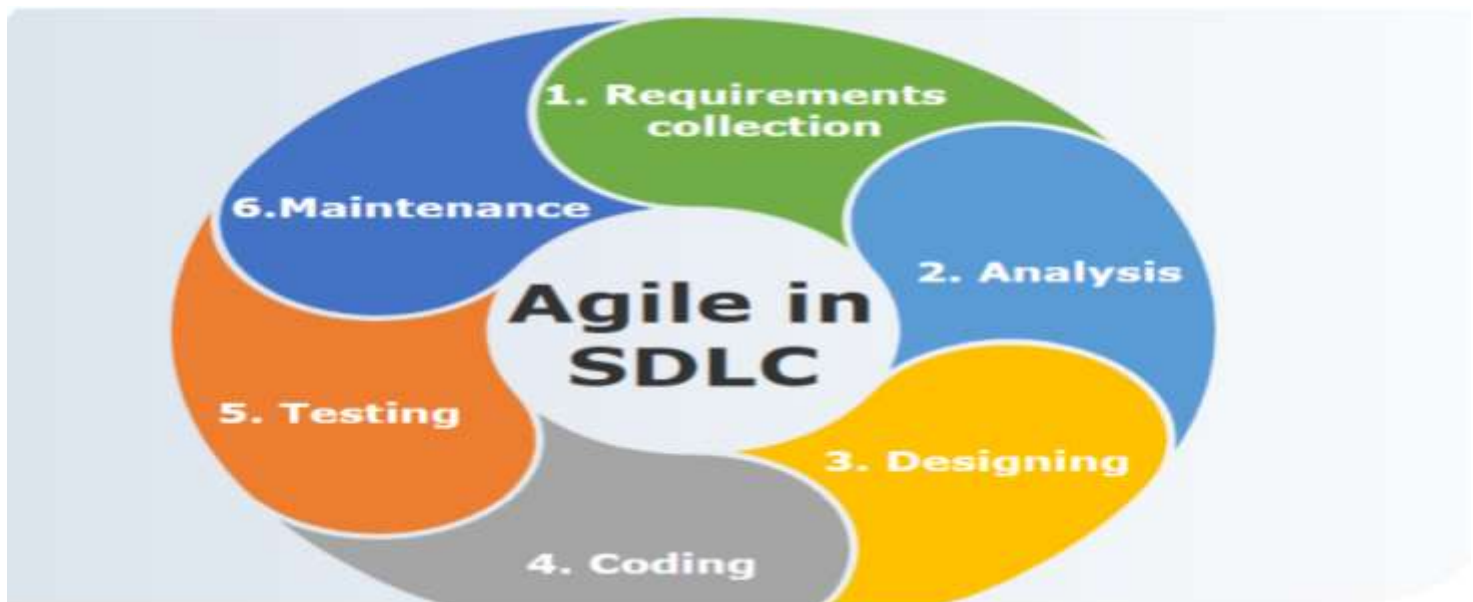 1. Requirements
collection
2. Analysis
3. Designing
4. Coding
5. Testing
6.Maintenance
Agile in
SDLC